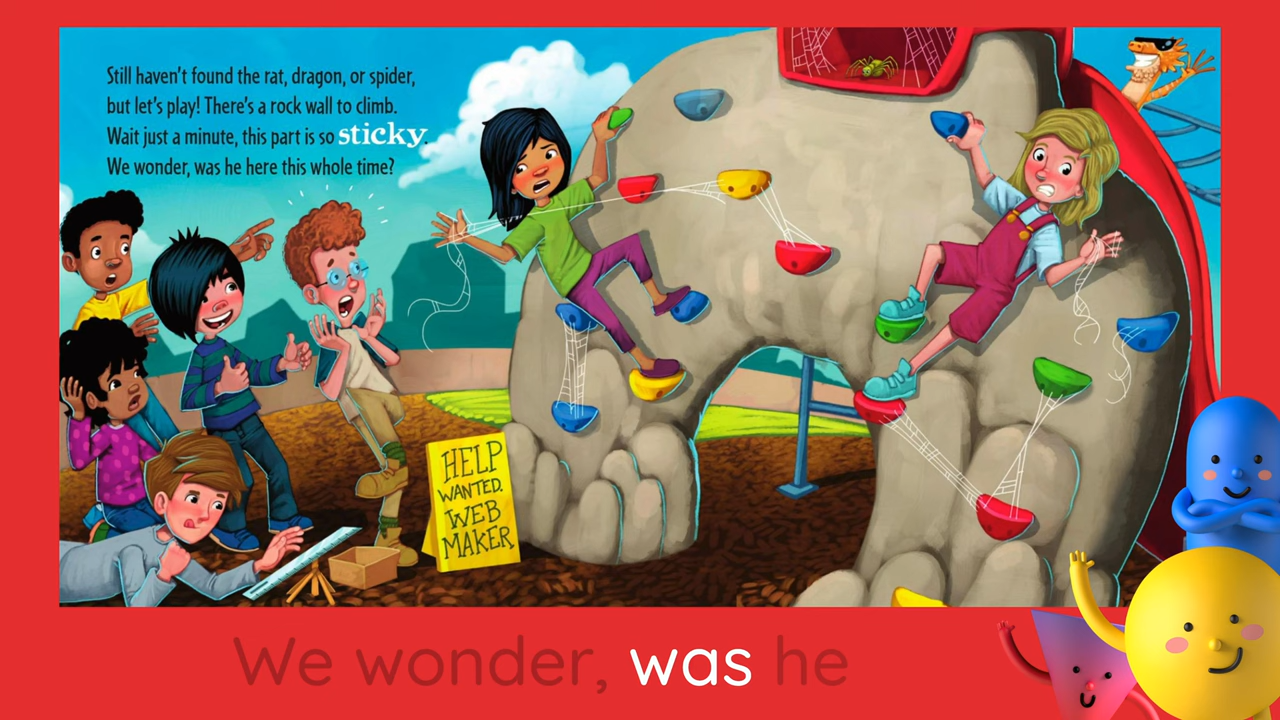 Still haven't found the rat, dragon, or spider,
but let's play! There's a rock wall to climb.
Wait just a minute, this part is so sticky.
We wonder, was he here this whole time?
HELP
WANTED.
WEB
MAKER
We wonder, was he